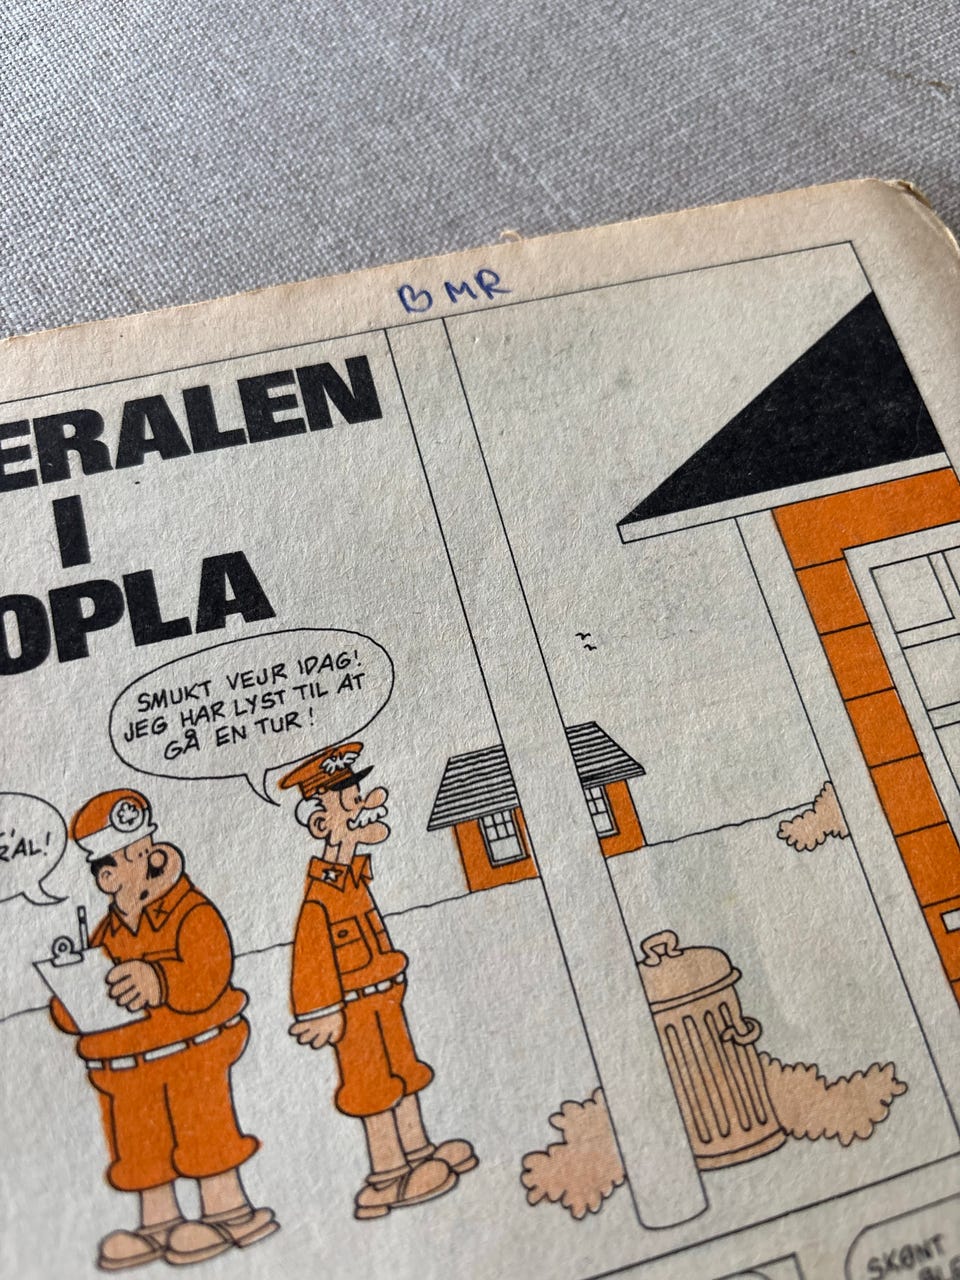 BMR
ERALEN
I
OPLA
SMUKT VEJR IDAG!
JEG HAR LYST TIL AT
GÅ EN TUR!
RAL!
SKØNT